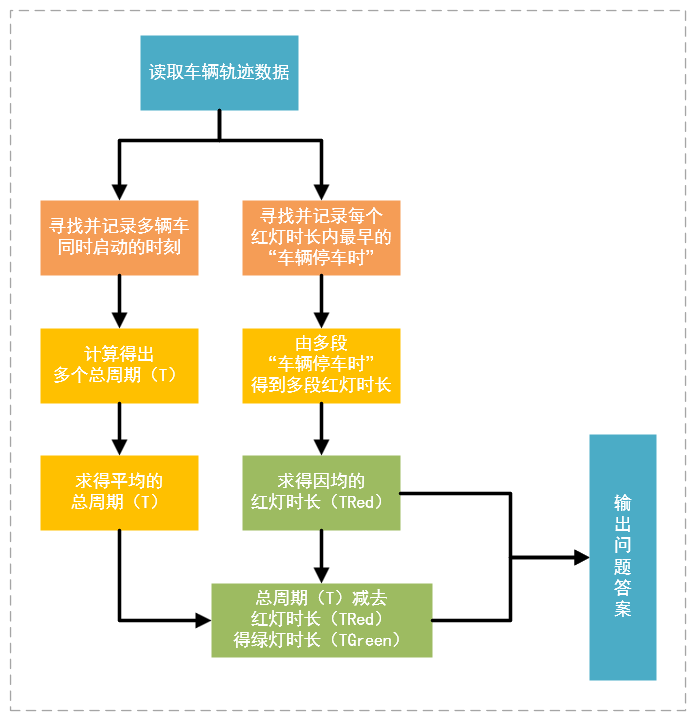 读取车辆轨迹数据
寻找并记录多辆车
同时启动的时刻
寻找并记录每个
红灯时长内最早的
“车辆停车时”
计算得出
多个总周期（T）
由多段
“车辆停车时”
得到多段红灯时长
求得平均的
总周期（T）
求得因均的
红灯时长（TRed）
总周期（T）减去
红灯时长（TRed）
得绿灯时长（TGreen）
输
出
问
题
答
案